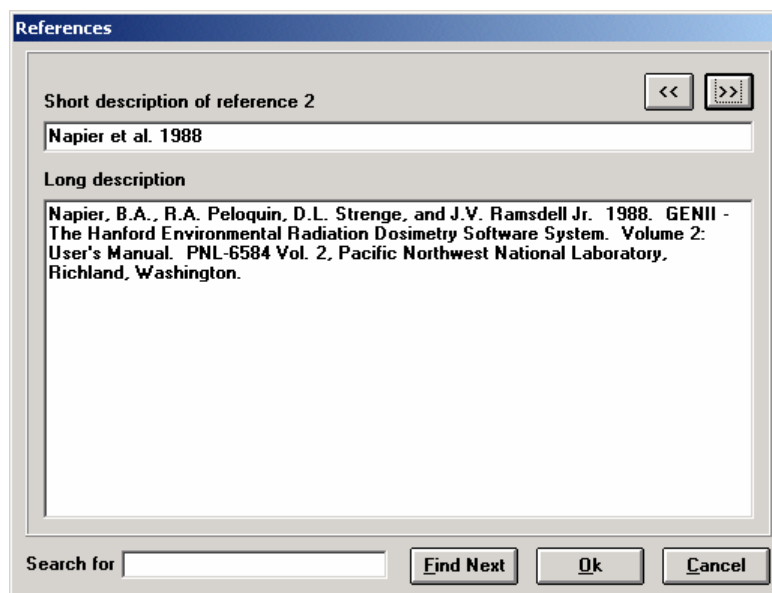 References
Short description of reference 2
<< >>
Napier et al. 1988
Long description
Napier, B.A., R.A. Peloquin, D.L. Strenge, and J.V. Ramsdell Jr.  1988.  GENII -
The Hanford Environmental Radiation Dosimetry Software System.  Volume 2:
User's Manual.  PNL-6584 Vol. 2, Pacific Northwest National Laboratory,
Richland, Washington.
Search for
Find Next
Ok
Cancel